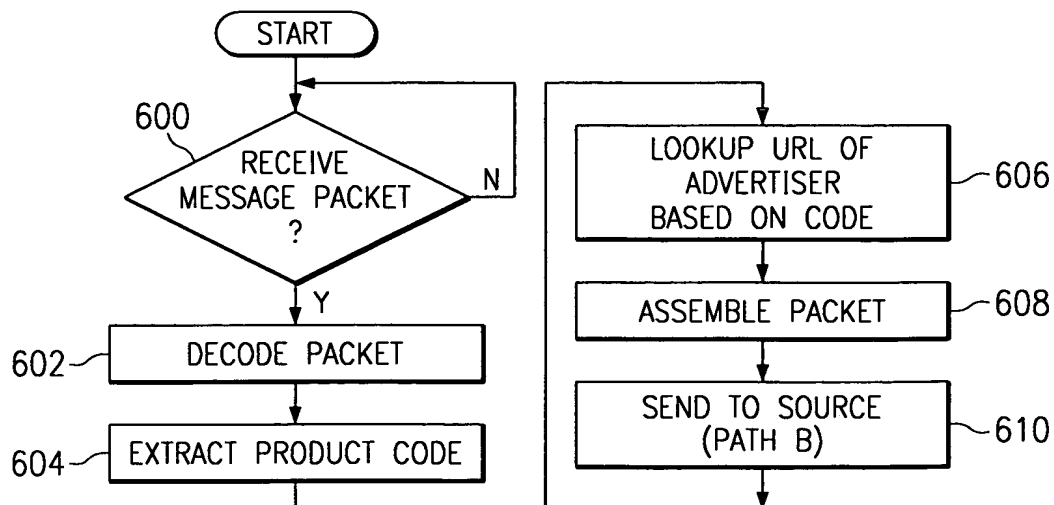 START
600
RECEIVE
MESSAGE PACKET
?
N
Y
602
DECODE PACKET
604
EXTRACT PRODUCT CODE
LOOKUP URL OF
ADVERTISER
BASED ON CODE
606
ASSEMBLE PACKET
608
SEND TO SOURCE
(PATH B)
610